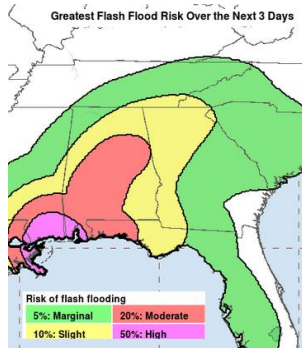 Greatest Flash Flood Risk Over the Next 3 Days
Risk of flash flooding
5%: Marginal 20%: Moderate
10%: Slight 50%: High